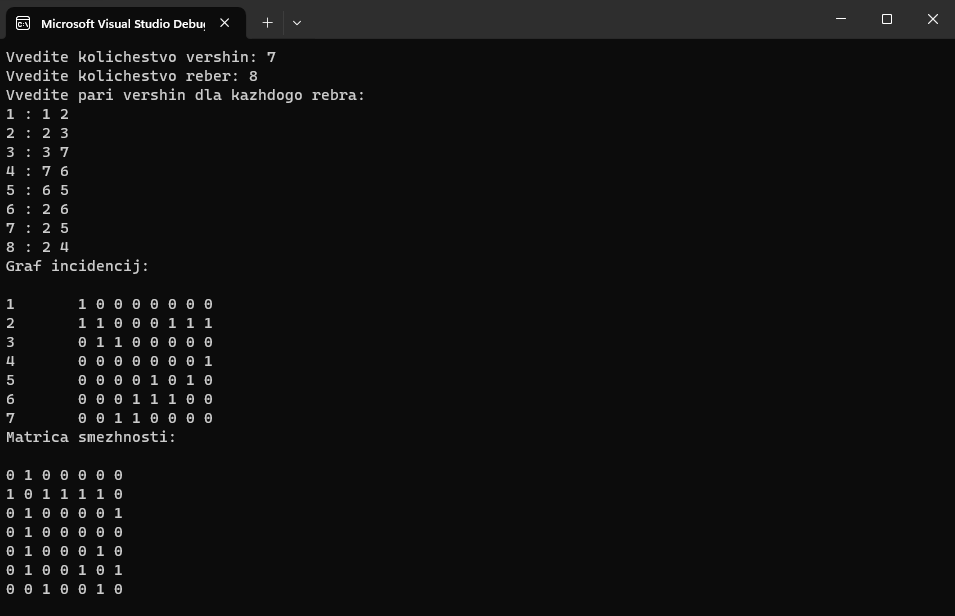 Microsoft Visual Studio Debu
Vvedite kolichestvo vershin: 7
Vvedite kolichestvo reber: 8
Vvedite pari vershin dla kazhdogo rebra:
1 : 1 2
2 : 2 3
3 : 3 7
4 : 7 6
5 : 6 5
6 : 2 6
7 : 2 5
8 : 2 4
Graf incidencij:
1 1 0 0 0 0 0 0 0
2 1 1 0 0 0 1 1 1
3 0 1 1 0 0 0 0 0
4 0 0 0 0 0 0 0 1
5 0 0 0 0 1 0 1 0
6 0 0 0 1 1 1 0 0
7 0 0 1 1 0 0 0 0
Matrica smezhnosti:
0 1 0 0 0 0 0
1 0 1 1 1 1 0
0 1 0 0 0 0 1
0 1 0 0 0 0 0
0 1 0 0 0 1 0
0 1 0 0 1 0 1
0 0 1 0 0 1 0